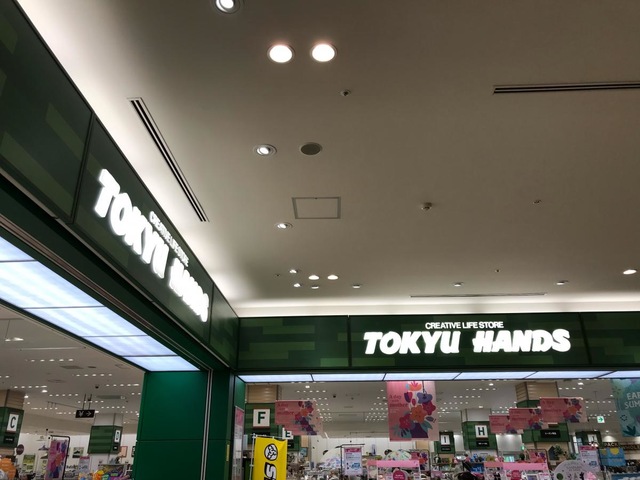 CREATIVE LIFE STORE
TOKYU HANDS
CREATIVE LIFE STORE
TOKYU HANDS
C
F
H